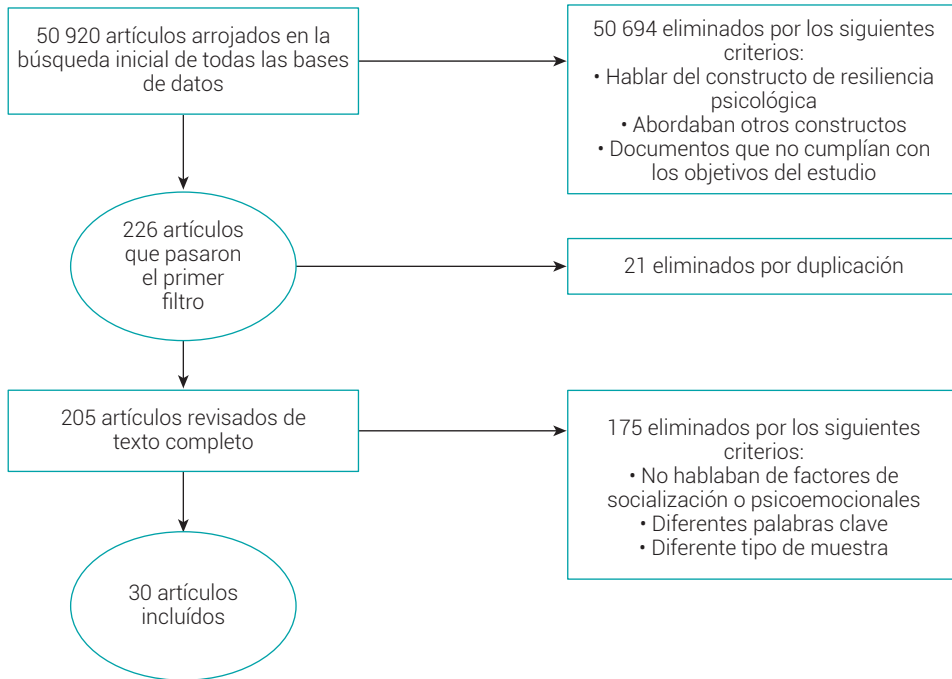 50 920 artículos arrojados en la
búsqueda inicial de todas las bases
de datos
50 694 eliminados por los siguientes
criterios:
• Hablar del constructo de resiliencia
psicológica
• Abordaban otros constructos
• Documentos que no cumplían con
los objetivos del estudio
226 artículos
que pasaron
el primer
filtro
21 eliminados por duplicación
205 artículos revisados de
texto completo
175 eliminados por los siguientes
criterios:
• No hablaban de factores de
socialización o psicoemocionales
• Diferentes palabras clave
• Diferente tipo de muestra
30 artículos
incluídos